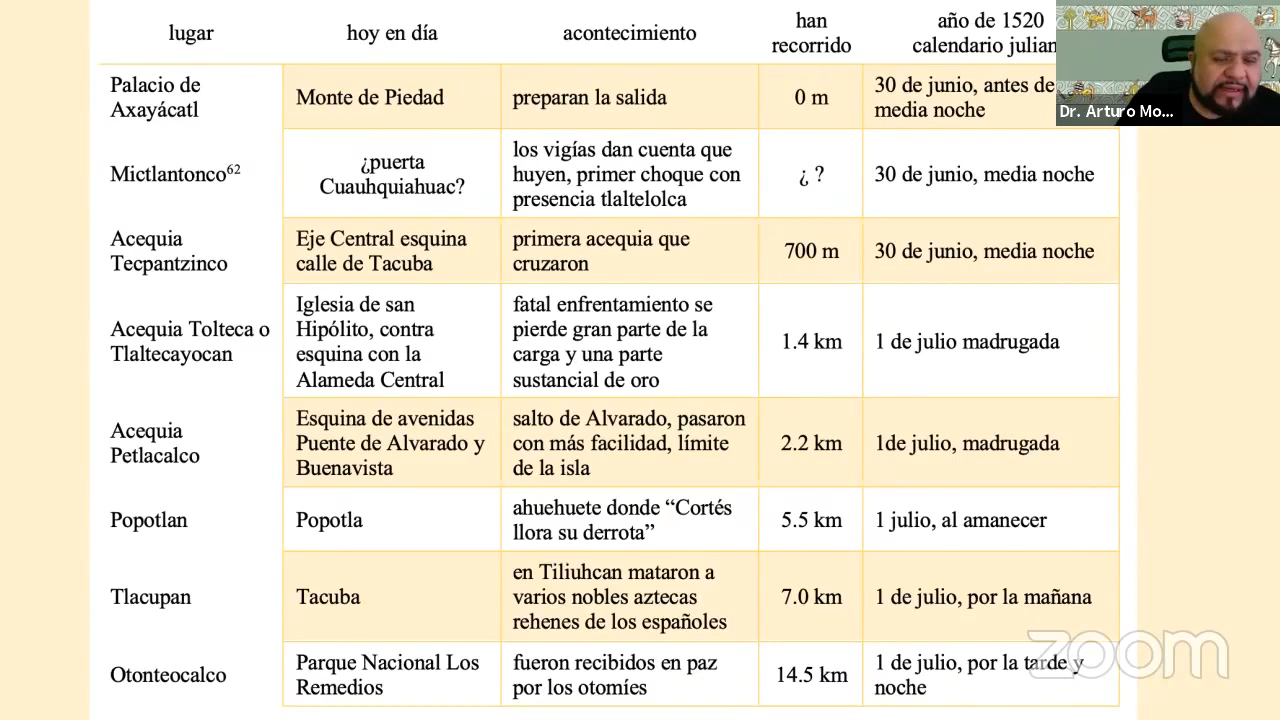 lugar
hoy en día
acontecimiento
han
recorrido
año de 1520
calendario julian
Palacio de
Axayácatl
Monte de Piedad
preparan la salida
0 m
30 de junio, antes de
media noche
Mictlantonco62
¿puerta
Cuauhquiahuac?
los vigías dan cuenta que
huyen, primer choque con
presencia tlaltelolca
¿ ?
30 de junio, media noche
Acequia
Tecpantzinco
Eje Central esquina
calle de Tacuba
primera acequia que
cruzaron
700 m
30 de junio, media noche
Acequia Tolteca o
Tlaltecayocan
Iglesia de san
Hipólito, contra
esquina con la
Alameda Central
fatal enfrentamiento se
pierde gran parte de la
carga y una parte
sustancial de oro
1.4 km
1 de julio madrugada
Acequia
Petlacalco
Esquina de avenidas
Puente de Alvarado y
Buenavista
salto de Alvarado, pasaron
con más facilidad, límite
de la isla
2.2 km
1de julio, madrugada
Popotlan
Popotla
ahuehuete donde “Cortés
llora su derrota”
5.5 km
1 julio, al amanecer
Tlacupan
Tacuba
en Tiliuhcan mataron a
varios nobles aztecas
rehenes de los españoles
7.0 km
1 de julio, por la mañana
Otonteocalco
Parque Nacional Los
Remedios
fueron recibidos en paz
por los otomíes
14.5 km
1 de julio, por la tarde y
noche
Dr. Arturo Mo...
zoom